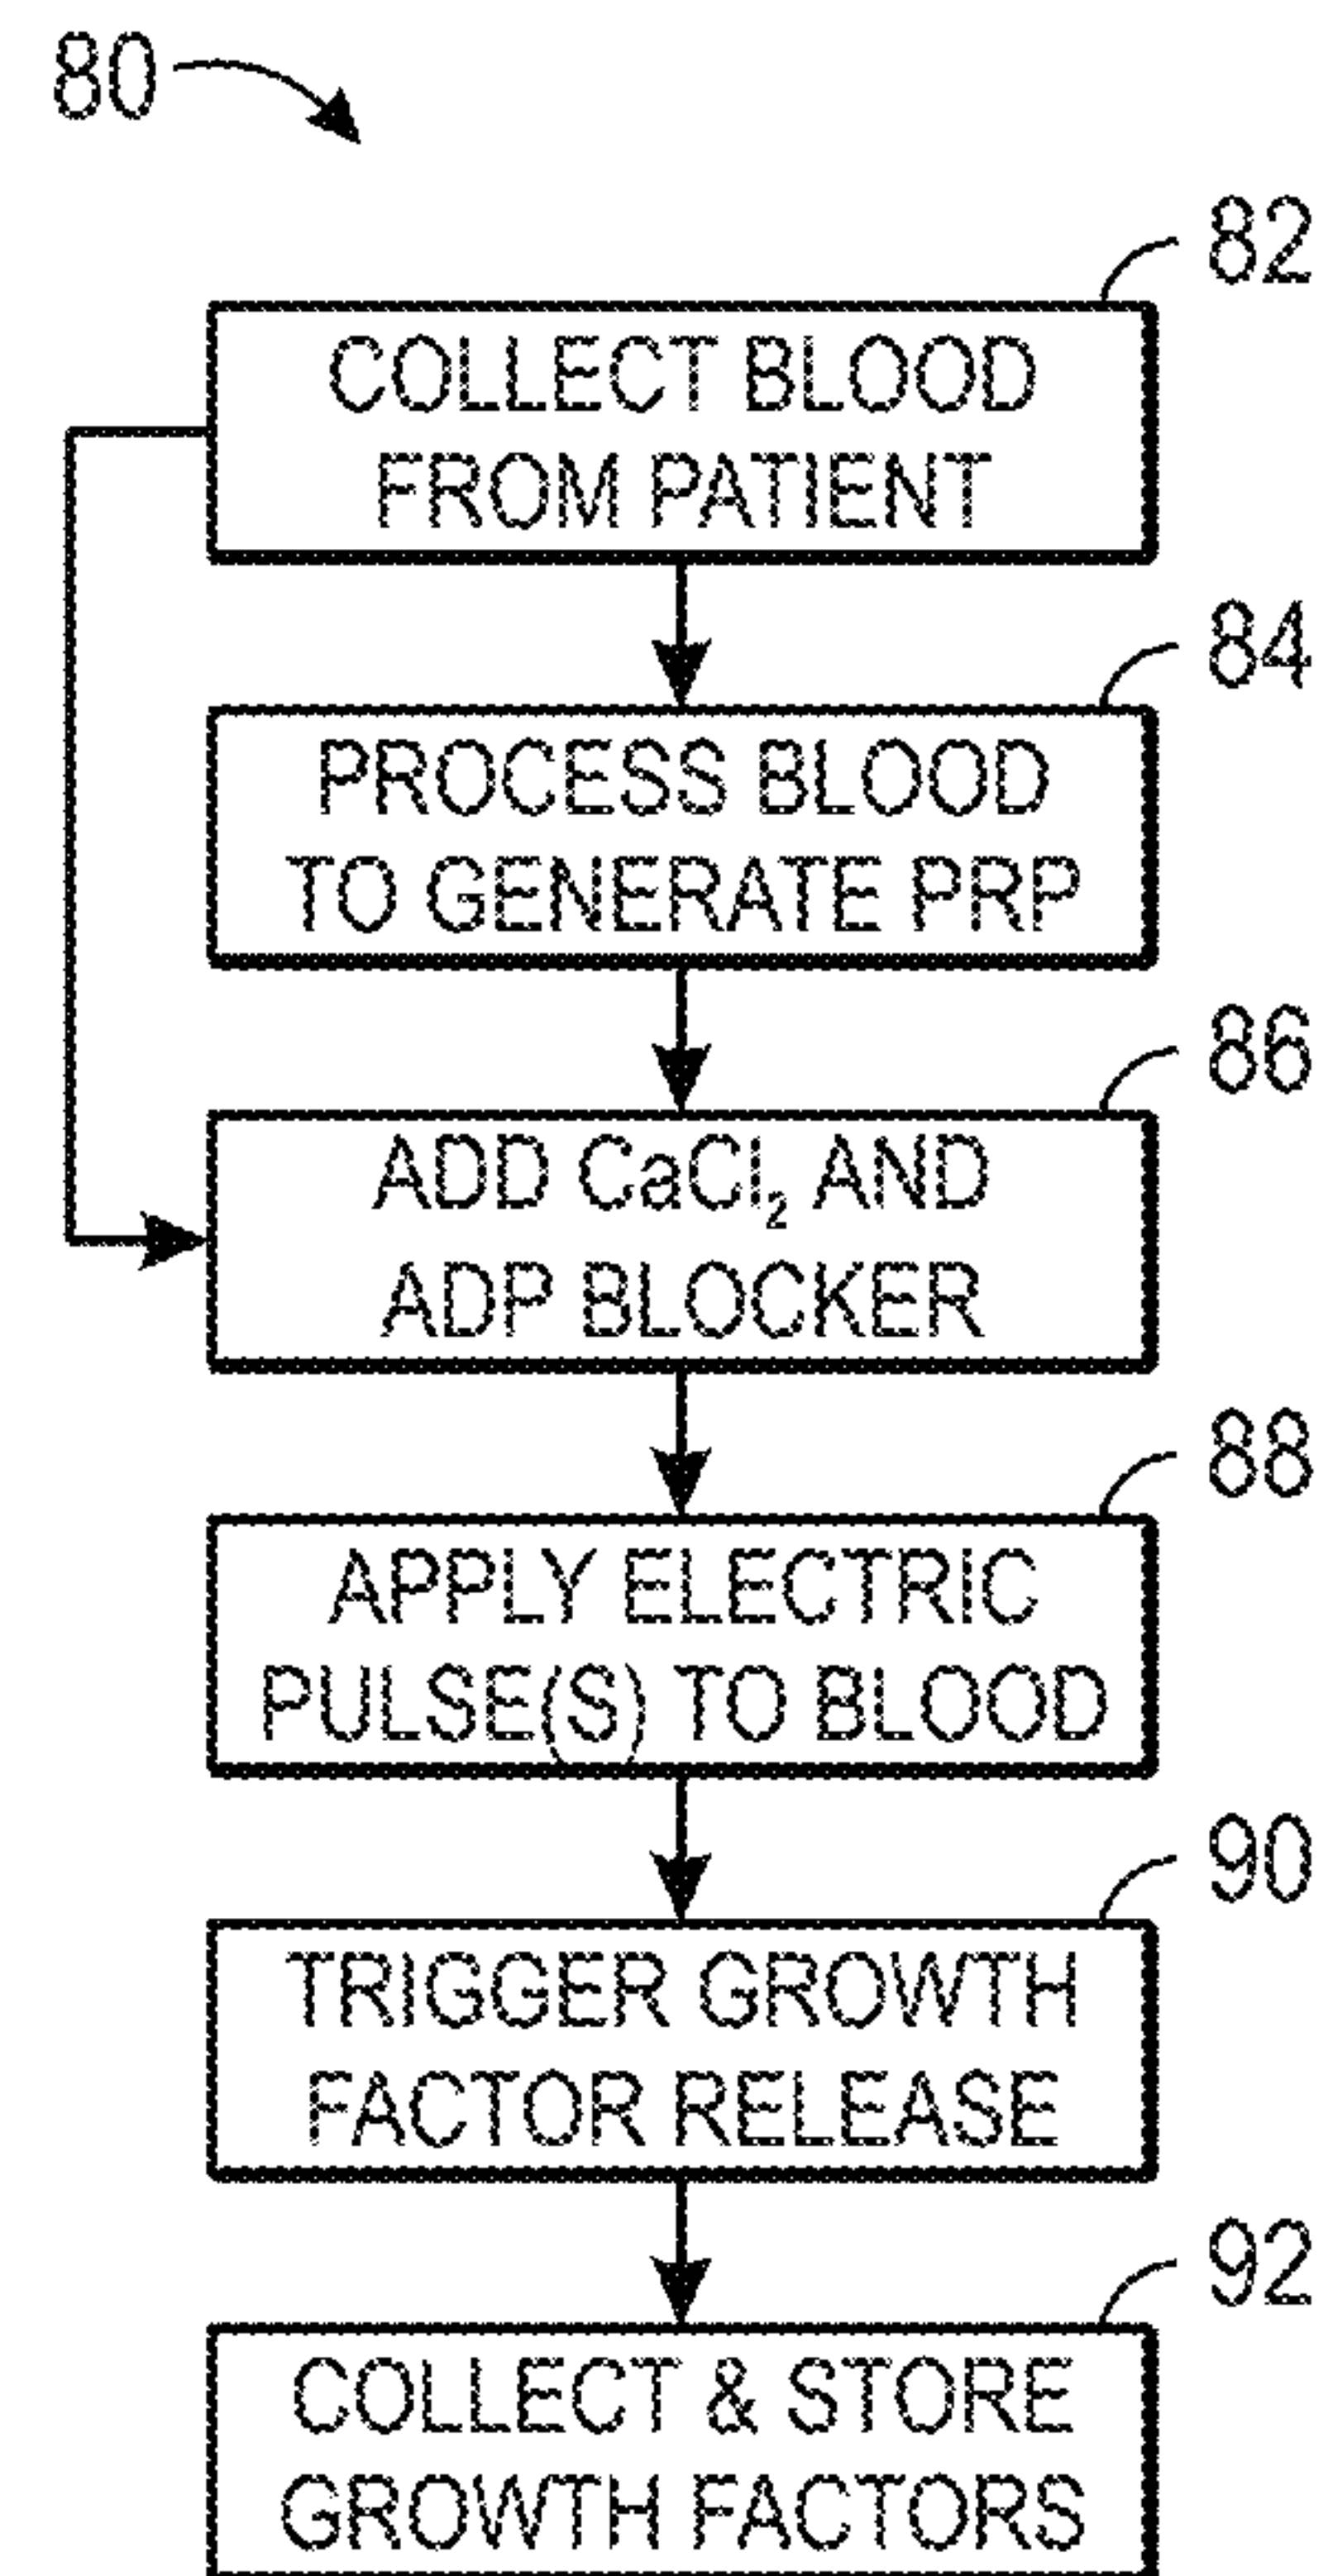 80
82
COLLECT BLOOD
FROM PATIENT
84
PROCESS BLOOD
TO GENERATE PRP
86
ADD CaCl₂ AND
ADP BLOCKER
88
APPLY ELECTRIC
PULSE(S) TO BLOOD
90
TRIGGER GROWTH
FACTOR RELEASE
92
COLLECT & STORE
GROWTH FACTORS